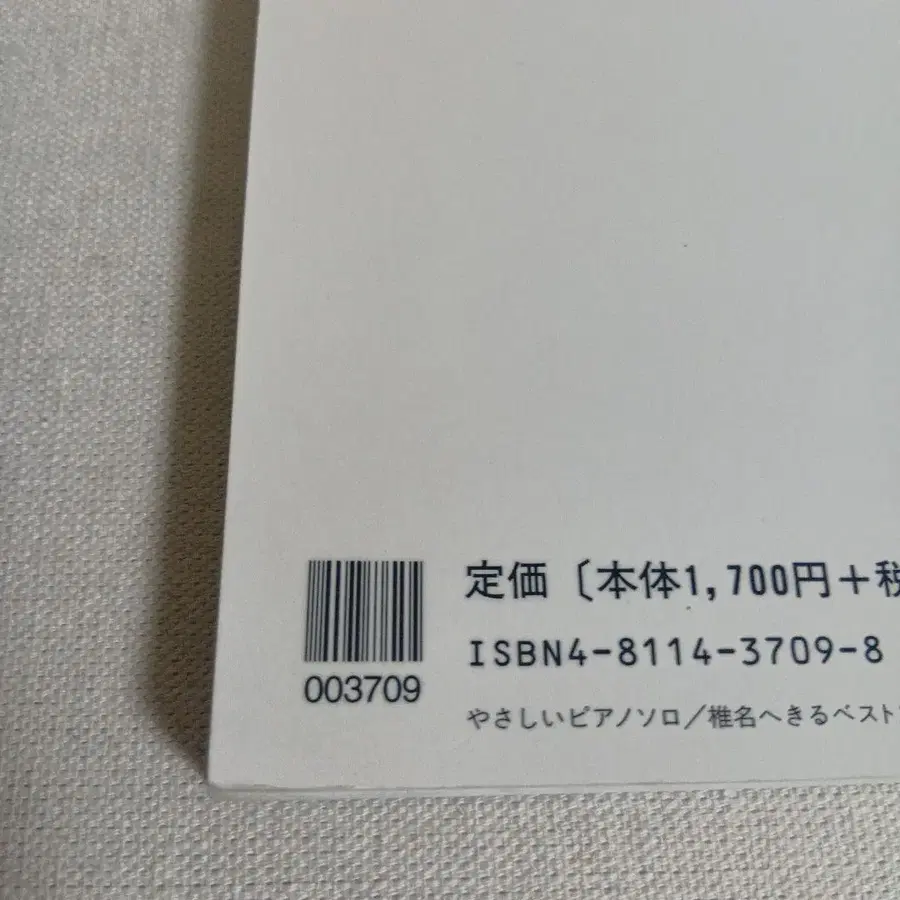 定価〔本体1,700円+税
ISBN4-8114-3709-8
003709
やさしいピアノソロ/椎名へきるベスト